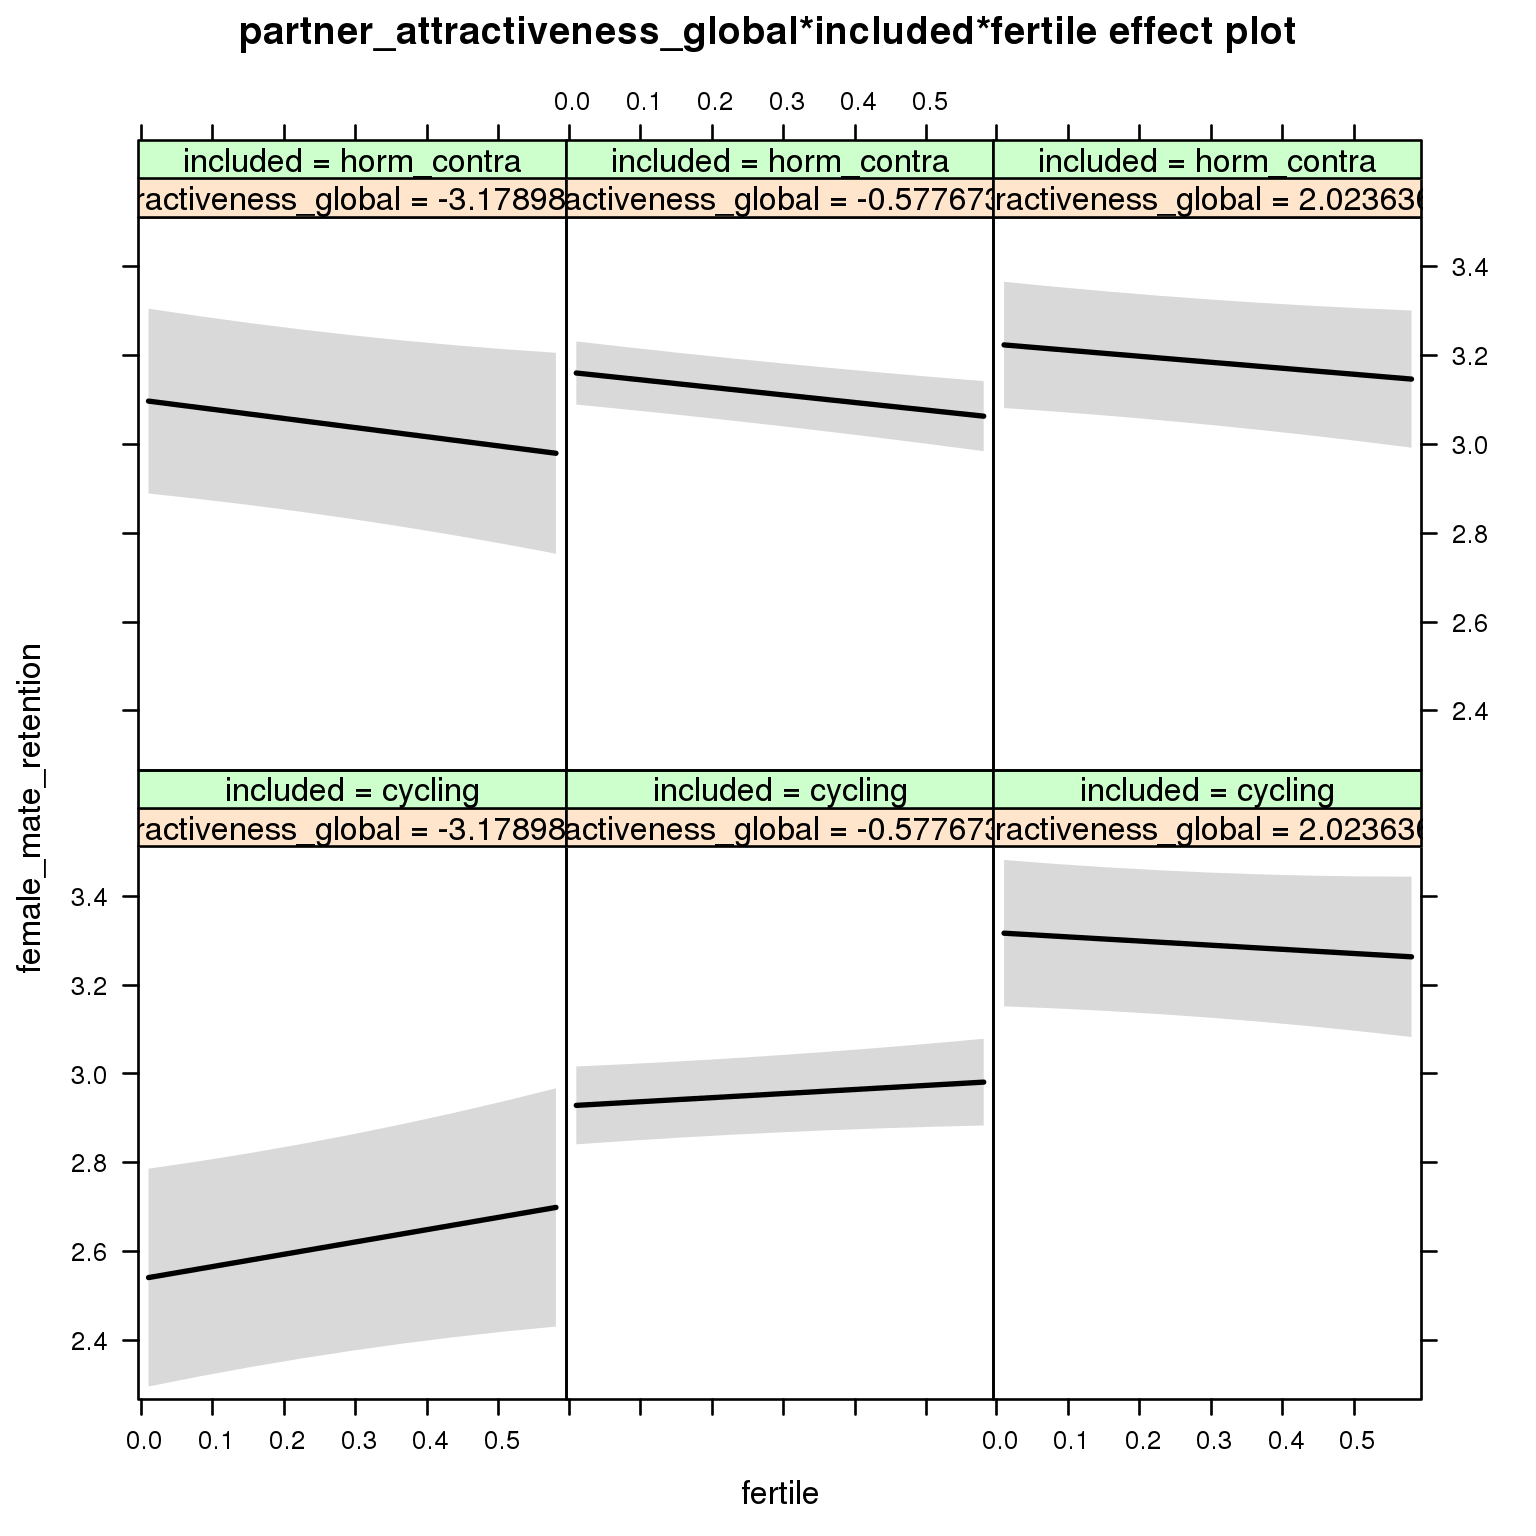 partner_attractiveness_global*included*fertile effect plot
0.0 0.1 0.2 0.3 0.4 0.5
included = horm_contra included = horm_contra included = horm_contra
ractiveness_global = -3.17898 activeness_global = -0.577673 ractiveness_global = 2.023636
3.4
3.2
3.0
2.8
2.6
2.4
female_mate_retention
included = cycling included = cycling included = cycling
ractiveness_global = -3.17898 activeness_global = -0.577673 ractiveness_global = 2.023636
3.4
3.2
3.0
2.8
2.6
2.4
0.0 0.1 0.2 0.3 0.4 0.5 0.0 0.1 0.2 0.3 0.4 0.5
fertile